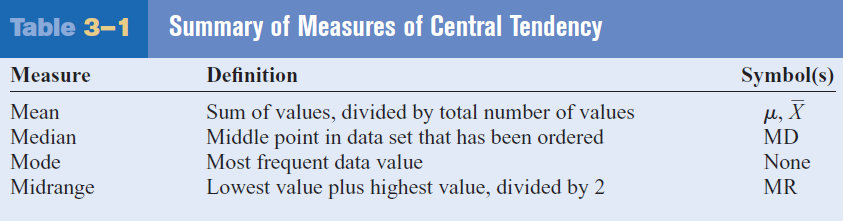 Table 3–1 Summary of Measures of Central Tendency
Measure Definition Symbol(s)
Mean Sum of values, divided by total number of values μ, X̅
Median Middle point in data set that has been ordered MD
Mode Most frequent data value None
Midrange Lowest value plus highest value, divided by 2 MR